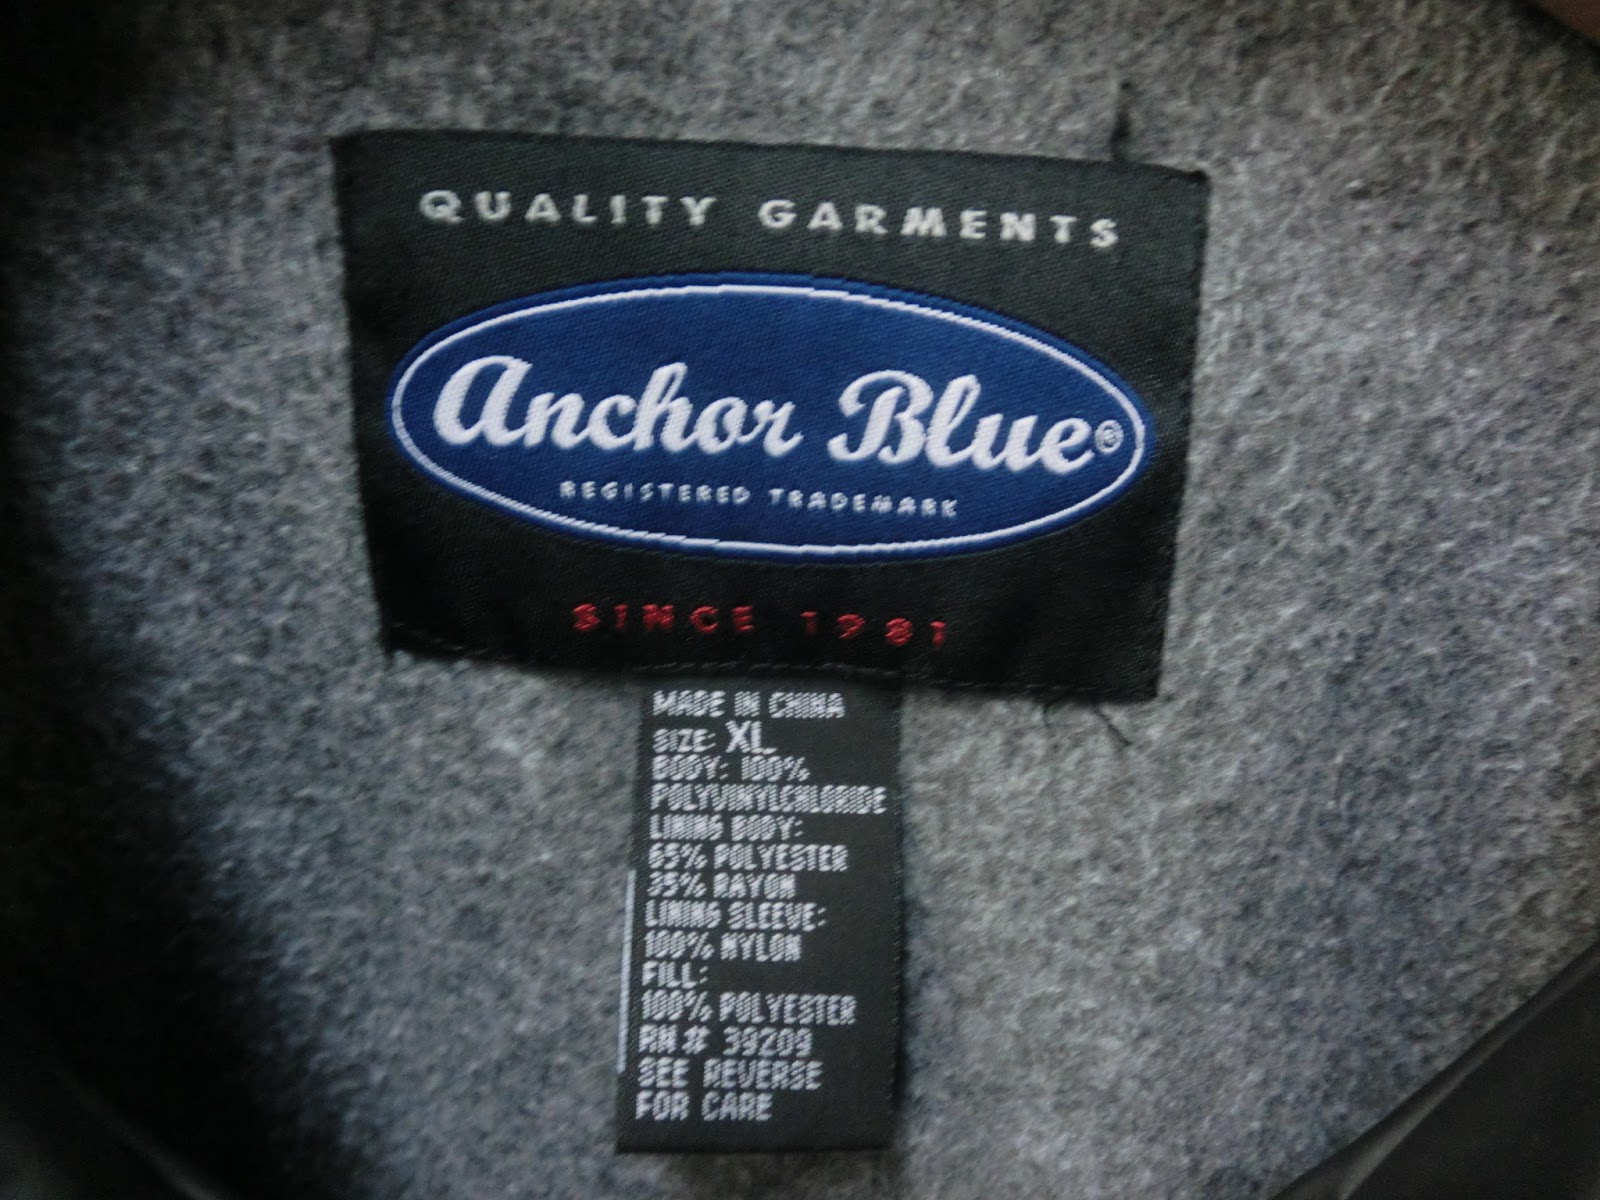 QUALITY GARMENTS
Anchor Blue®
REGISTERED TRADEMARK
SINCE 1981
MADE IN CHINA
SIZE: XL
BODY: 100%
POLYVINYLCHLORIDE
LINING BODY:
65% POLYESTER
35% RAYON
LINING SLEEVE:
100% NYLON
FILL:
100% POLYESTER
RN# 39209
SEE REVERSE
FOR CARE